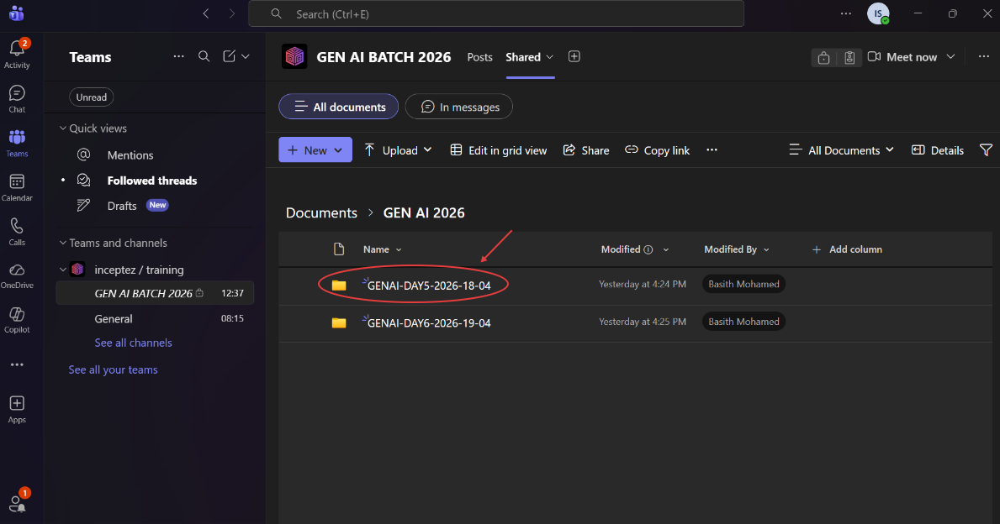 Search (Ctrl+E)
IS
2
Activity
Chat
Teams
Calendar
Calls
OneDrive
Copilot
Apps
1
Teams
Unread
Quick views
Mentions
Followed threads
Drafts New
Teams and channels
inceptez / training
GEN AI BATCH 2026 12:37
General 08:15
See all channels
See all your teams
GEN AI BATCH 2026 Posts Shared Meet now
All documents In messages
New Upload Edit in grid view Share Copy link All Documents Details
Documents > GEN AI 2026
Name Modified Modified By Add column
GENAI-DAY5-2026-18-04 Yesterday at 4:24 PM Basith Mohamed
GENAI-DAY6-2026-19-04 Yesterday at 4:25 PM Basith Mohamed